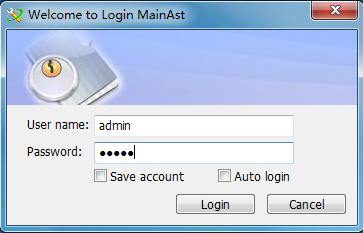 Welcome to Login MainAst
User name: admin
Password: ●●●●●
Save account Auto login
Login Cancel